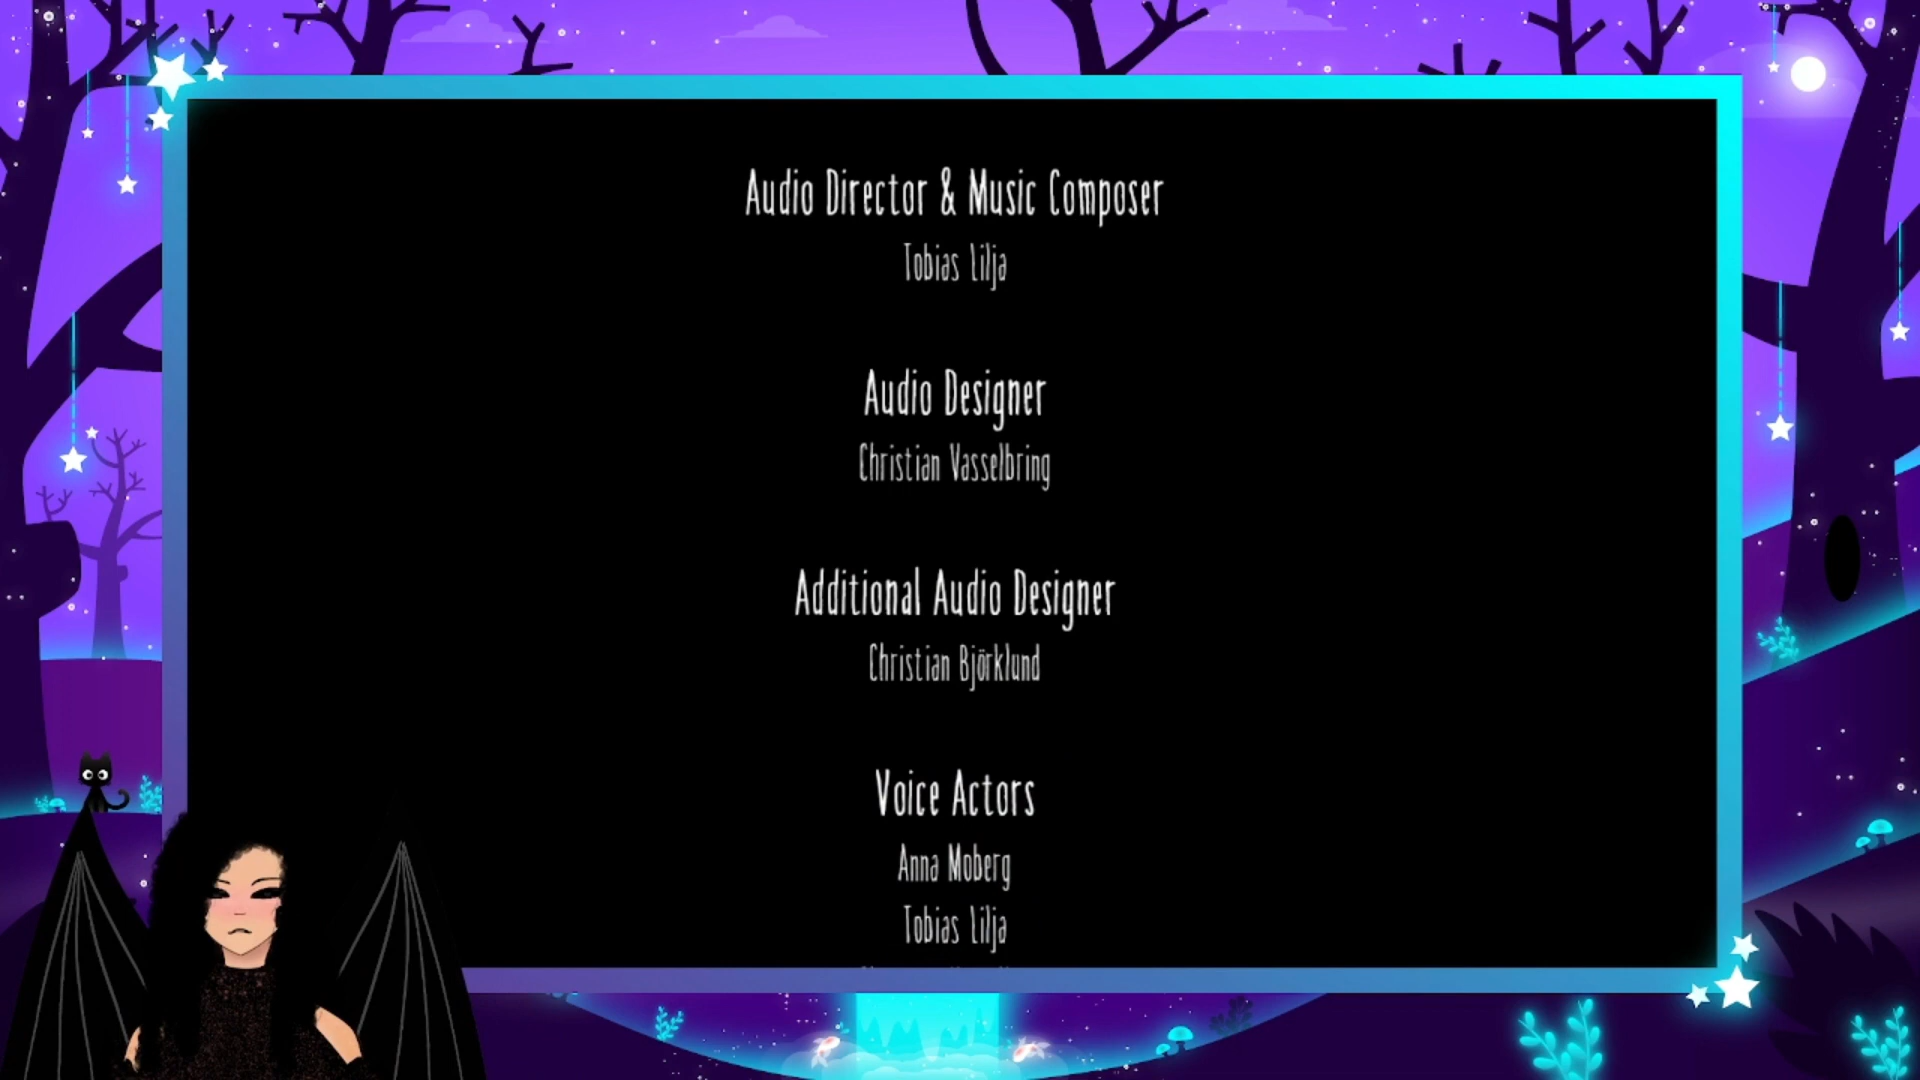 Audio Director & Music Composer
Tobias Lilja
Audio Designer
Christian Vasselbring
Additional Audio Designer
Christian Björklund
Voice Actors
Anna Moberg
Tobias Lilja